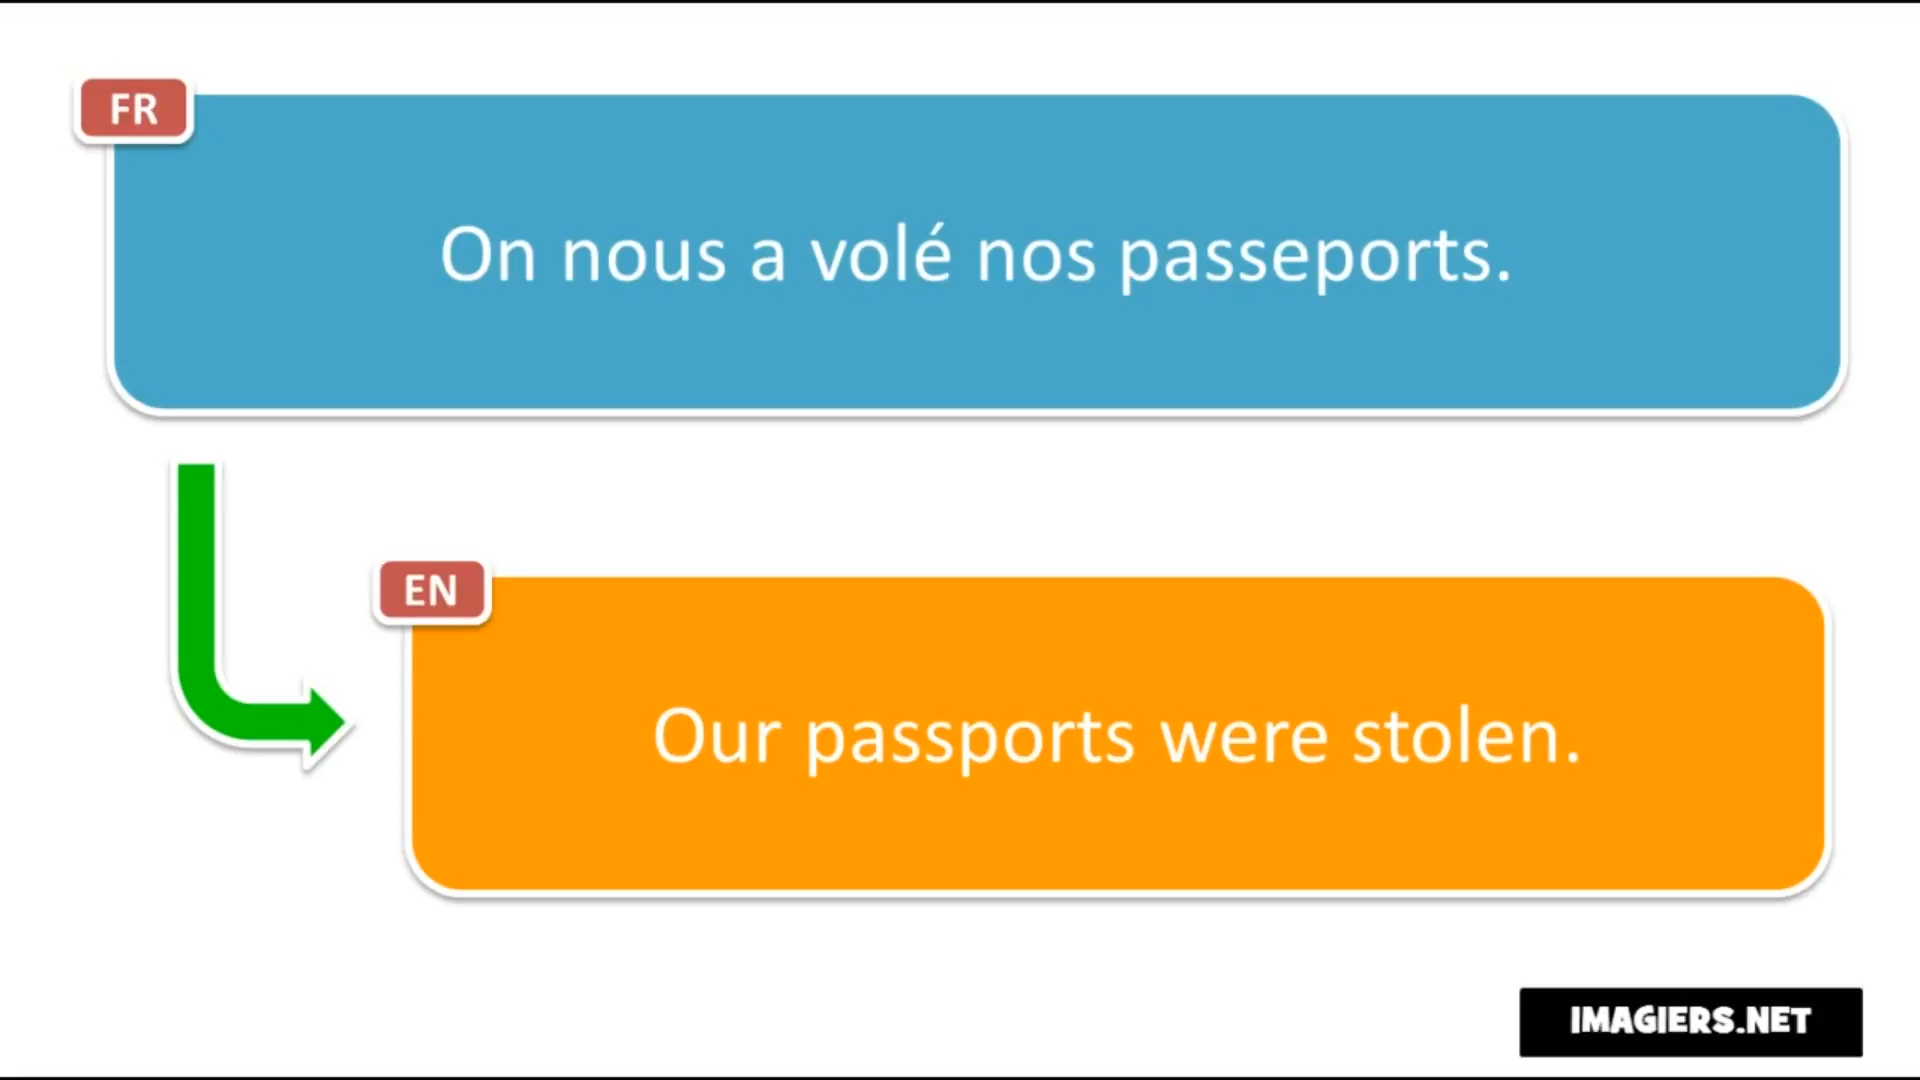 FR
On nous a volé nos passeports.
EN
Our passports were stolen.
IMAGIERS.NET